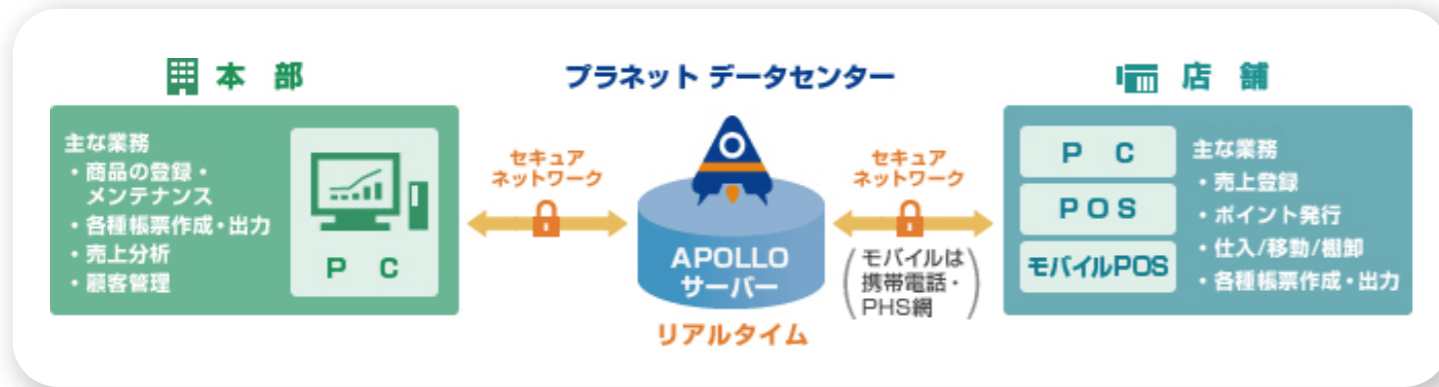 本 部
主な業務
・商品の登録・
メンテナンス
・各種帳票作成・出力
・売上分析
・顧客管理
P C
セキュア
ネットワーク
プラネット データセンター
APOLLO
サーバー
リアルタイム
セキュア
ネットワーク
(モバイルは
携帯電話・
PHS網)
店 舗
P C
POS
モバイルPOS
主な業務
・売上登録
・ポイント発行
・仕入/移動/棚卸
・各種帳票作成・出力